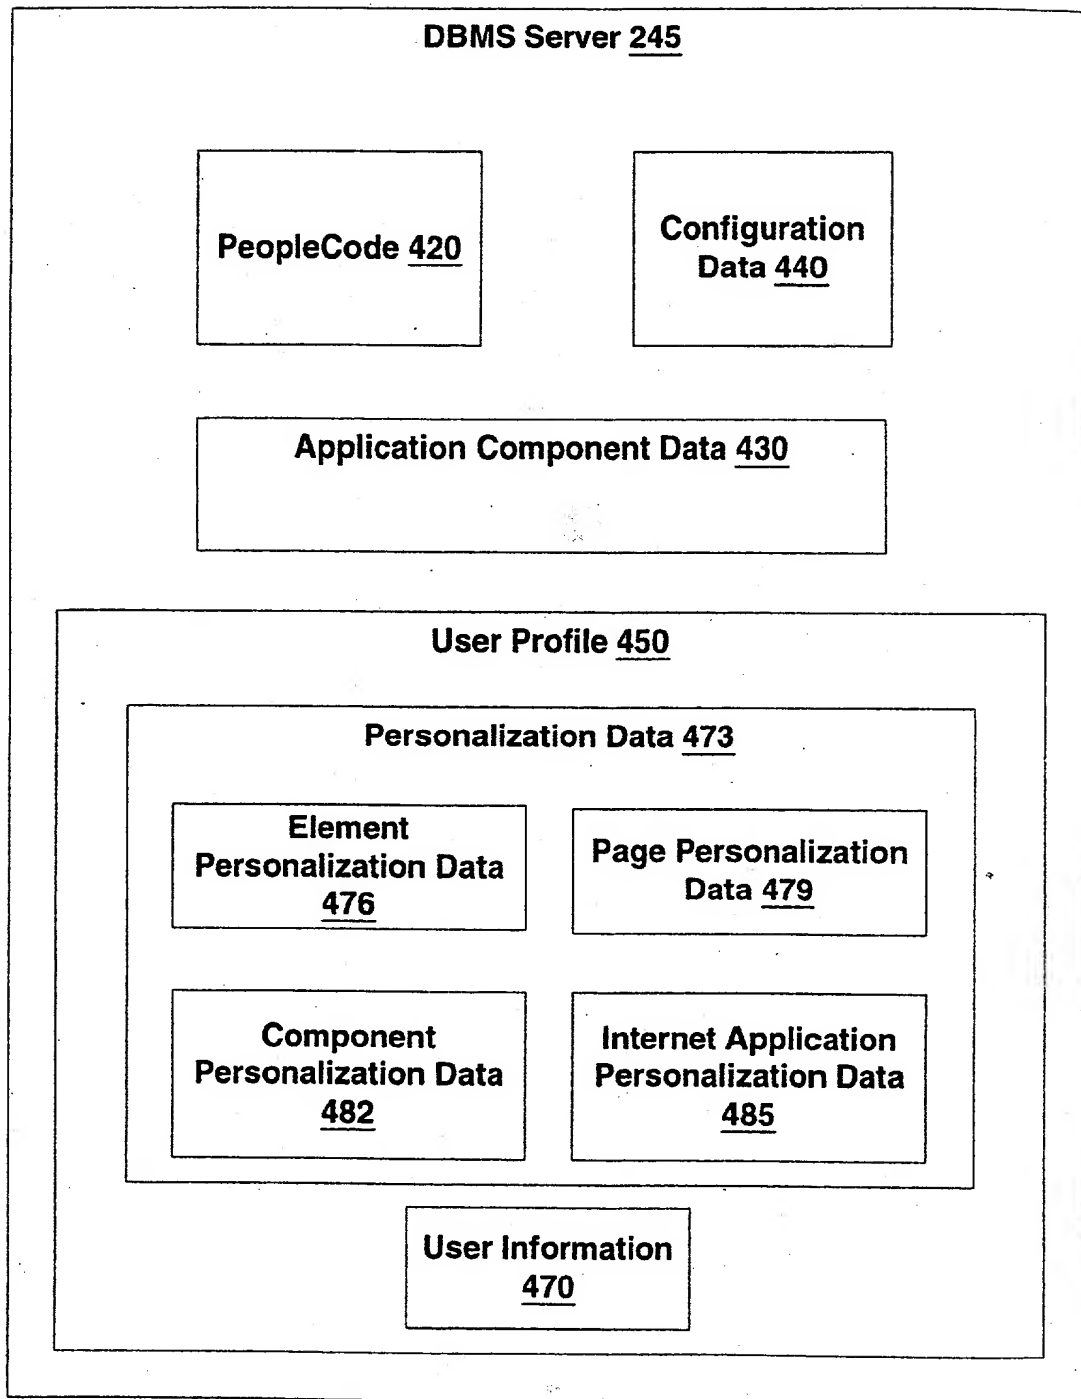 DBMS Server 245
PeopleCode 420
Configuration
Data 440
Application Component Data 430
User Profile 450
Personalization Data 473
Element
Personalization Data
476
Page Personalization
Data 479
Component
Personalization Data
482
Internet Application
Personalization Data
485
User Information
470